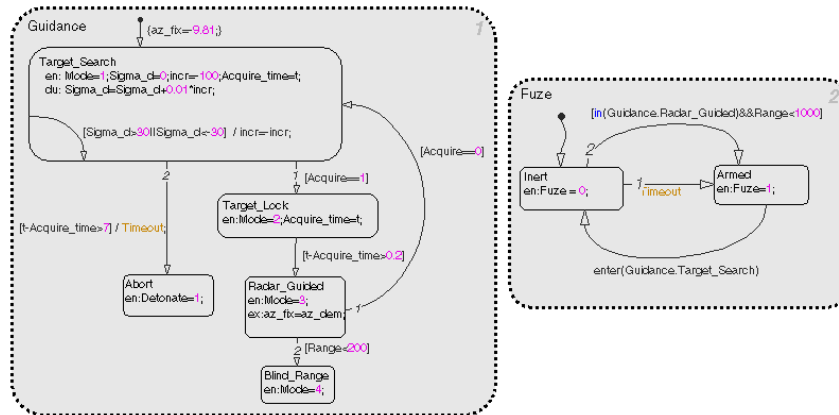 Guidance
1
{az_fix=-9.81;}
Target_Search
en: Mode=1;Sigma_d=0;incr=-100;Acquire_time=t;
du: Sigma_d=Sigma_d+0.01*incr;
[Sigma_d>30||Sigma_d<-30] / incr=-incr;
2
1
[Acquire==0]
[Acquire==1]
Target_Lock
en:Mode=2;Acquire_time=t;
[t-Acquire_time>7] / Timeout;
[t-Acquire_time>0.2]
Abort
en:Detonate=1;
Radar_Guided
en:Mode=3;
ex:az_fix=az_dem;
1
2
[Range<200]
Blind_Range
en:Mode=4;
Fuze
2
[in(Guidance.Radar_Guided)&&Range<1000]
2
Inert
en:Fuze = 0;
1
Timeout
Armed
en:Fuze=1;
enter(Guidance.Target_Search)